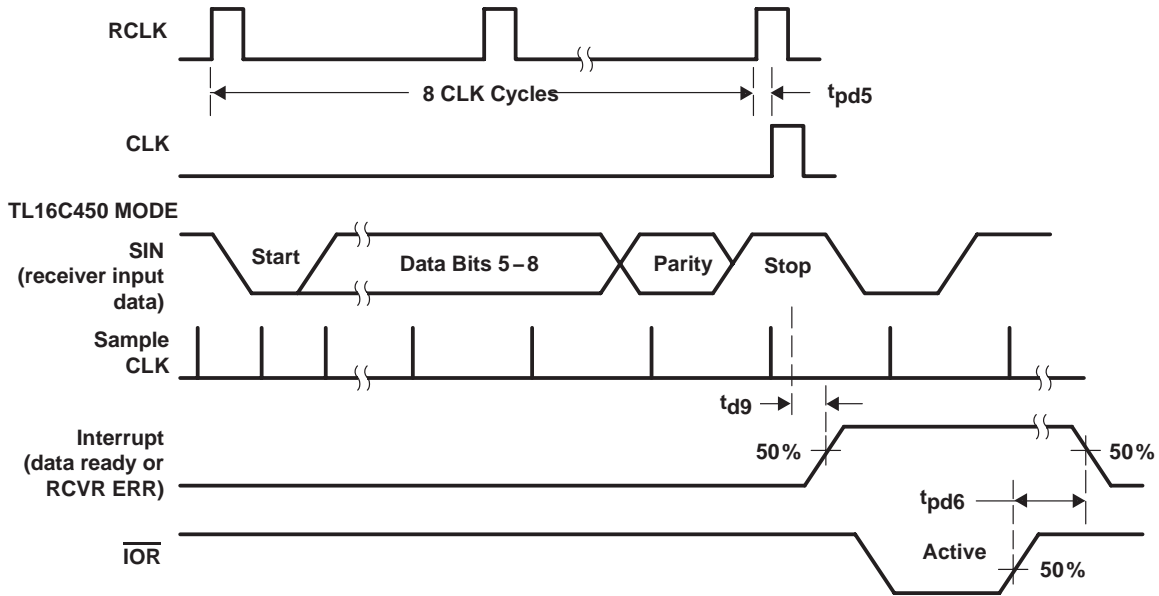 RCLK
8 CLK Cycles
tpd5
CLK
TL16C450 MODE
SIN
(receiver input
data)
Start
Data Bits 5–8
Parity
Stop
Sample
CLK
td9
Interrupt
(data ready or
RCVR ERR)
50%
50%
tpd6
IOR
Active
50%